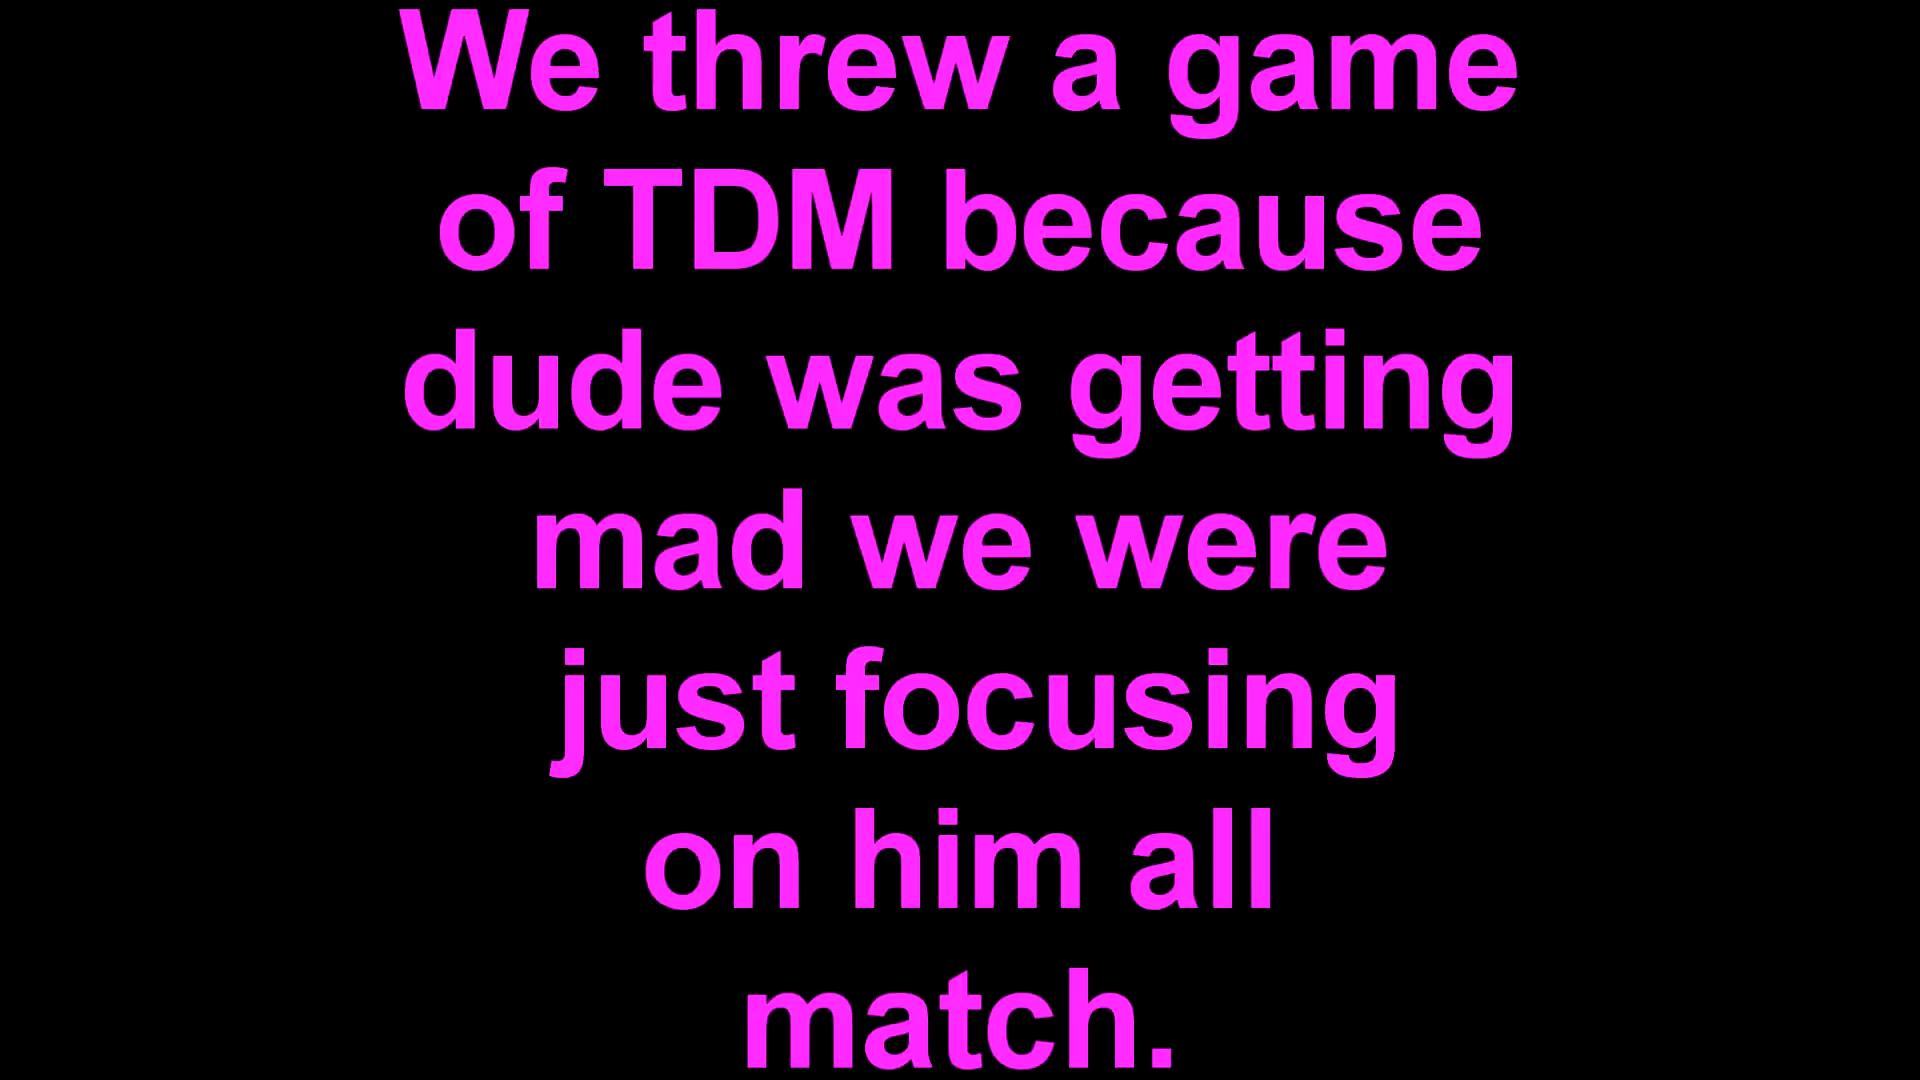 We threw a game
of TDM because
dude was getting
mad we were
just focusing
on him all
match.